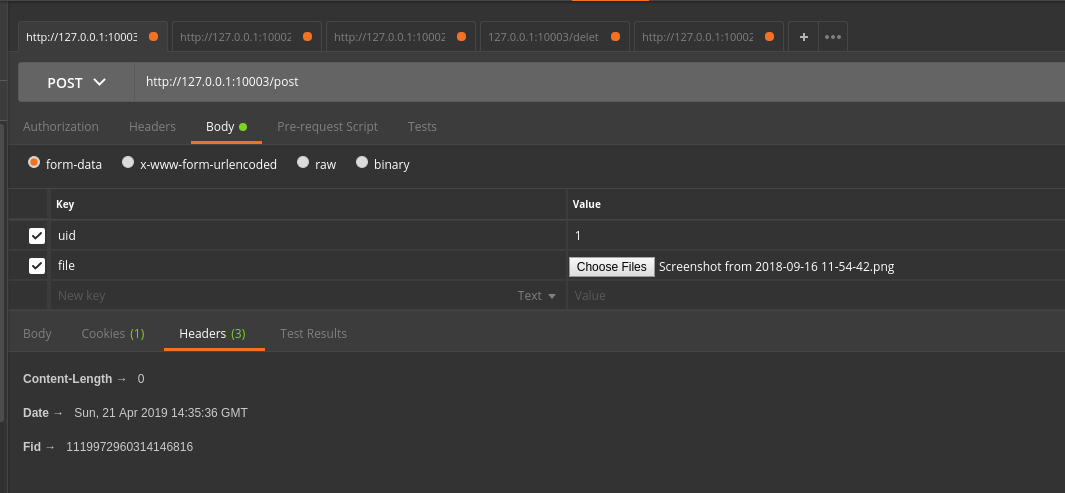 http://127.0.0.1:10003 http://127.0.0.1:10002 http://127.0.0.1:10002 127.0.0.1:10003/delet http://127.0.0.1:10002 + •••
POST http://127.0.0.1:10003/post
Authorization Headers Body Pre-request Script Tests
form-data x-www-form-urlencoded raw binary
Key Value
uid 1
file Choose Files Screenshot from 2018-09-16 11-54-42.png
New key Text Value
Body Cookies (1) Headers (3) Test Results
Content-Length → 0
Date → Sun, 21 Apr 2019 14:35:36 GMT
Fid → 1119972960314146816